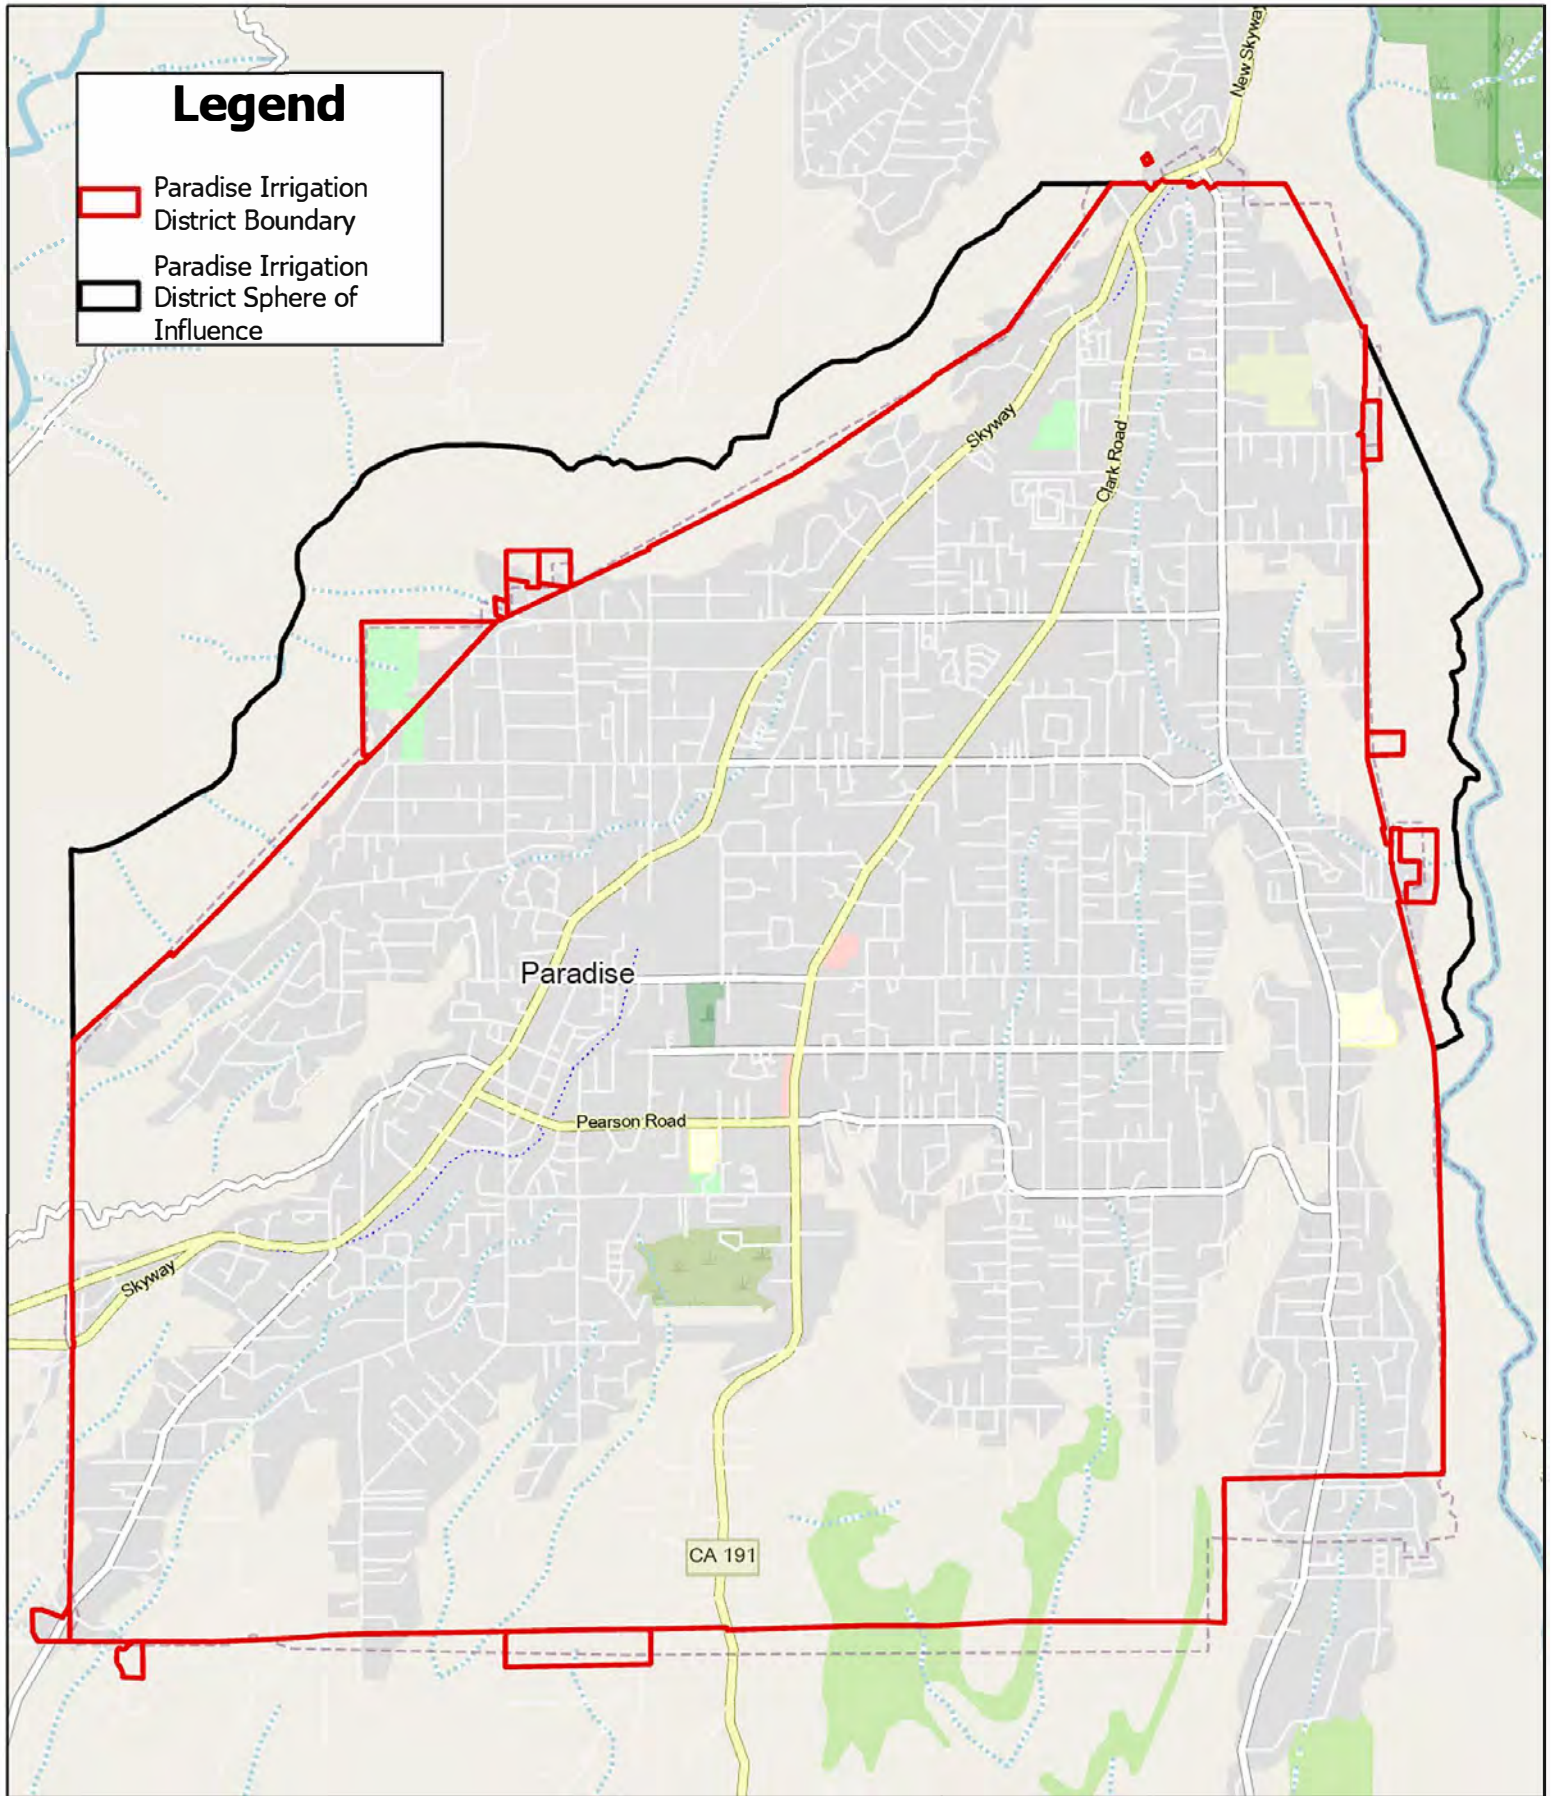 Legend
Paradise Irrigation
District Boundary
Paradise Irrigation
District Sphere of
Influence
New Skyway
Skyway
Clark Road
Paradise
Pearson Road
Skyway
CA 191